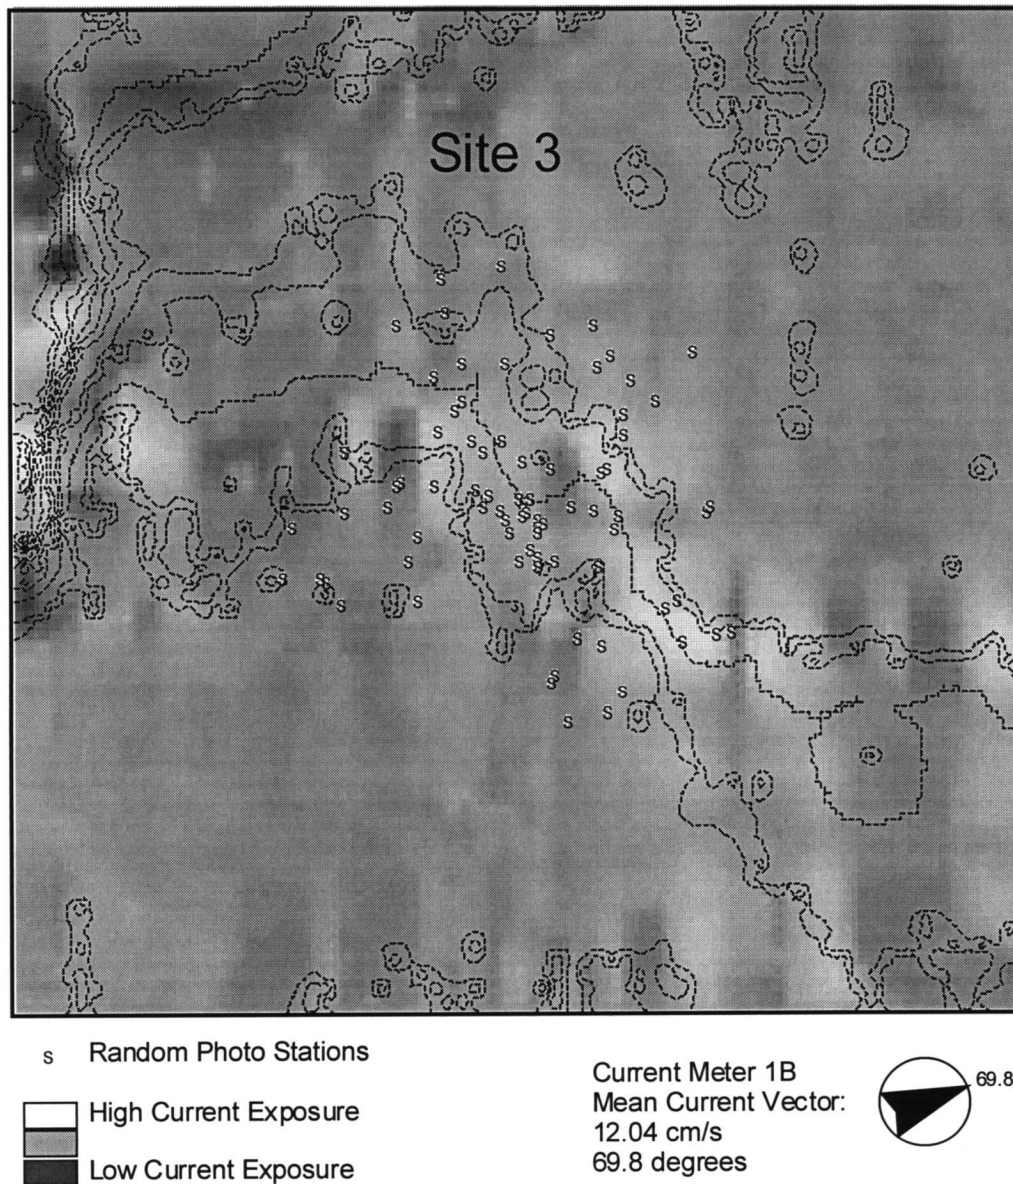 Site 3
s Random Photo Stations
High Current Exposure
Low Current Exposure
Current Meter 1B
Mean Current Vector:
12.04 cm/s
69.8 degrees
69.8